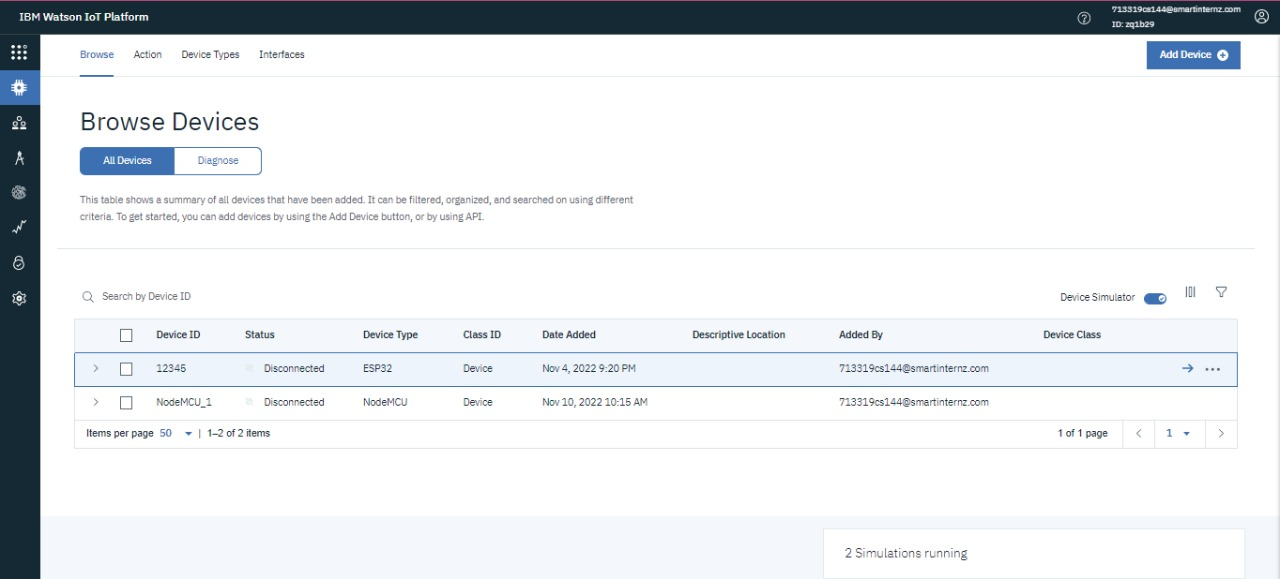 IBM Watson IoT Platform
713319cs144@smartinternz.com
ID: zq1b29
Browse Action Device Types Interfaces
Add Device
Browse Devices
All Devices Diagnose
This table shows a summary of all devices that have been added. It can be filtered, organized, and searched on using different
criteria. To get started, you can add devices by using the Add Device button, or by using API.
Search by Device ID
Device Simulator
Device ID Status Device Type Class ID Date Added Descriptive Location Added By Device Class
12345 Disconnected ESP32 Device Nov 4, 2022 9:20 PM 713319cs144@smartinternz.com
NodeMCU_1 Disconnected NodeMCU Device Nov 10, 2022 10:15 AM 713319cs144@smartinternz.com
Items per page 50 | 1–2 of 2 items 1 of 1 page 1
2 Simulations running